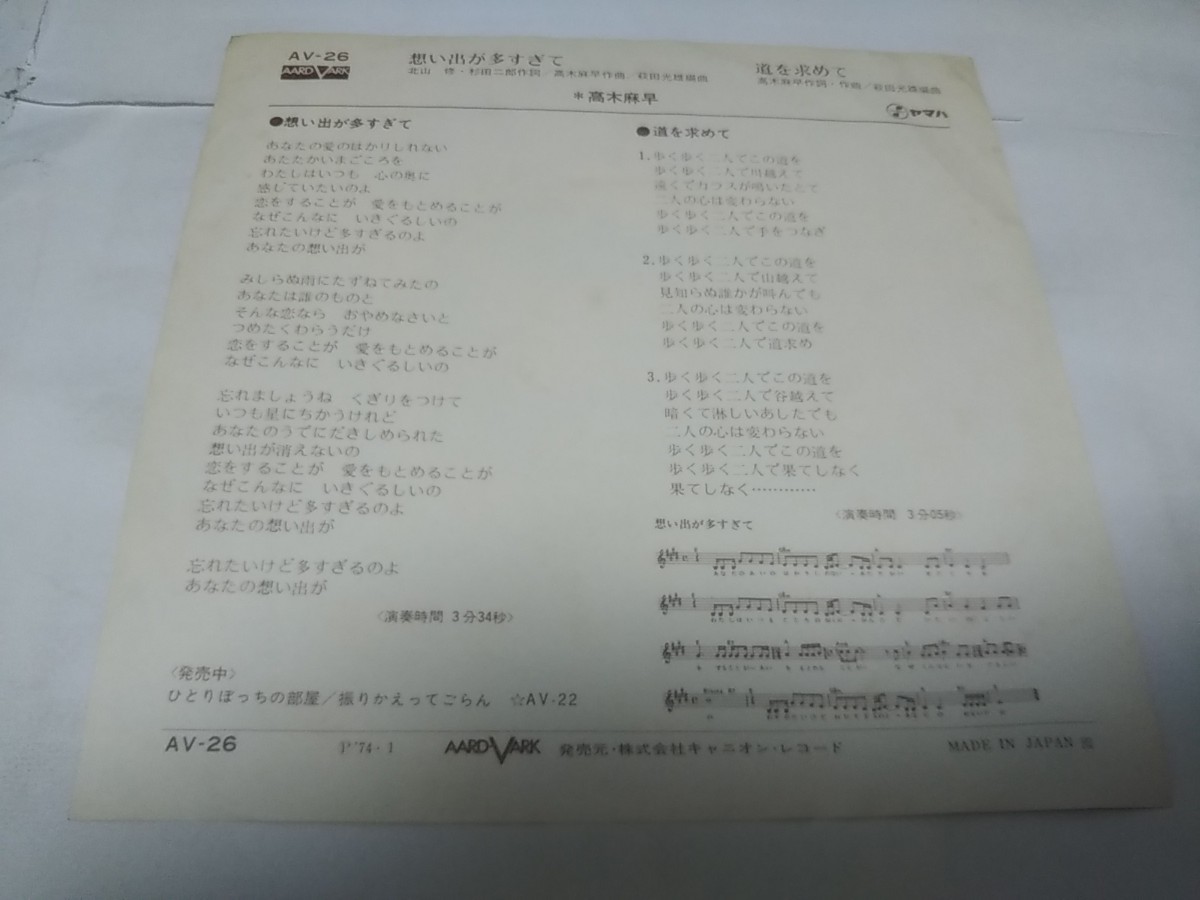 AV-26
AARDVARK
想い出が多すぎて
北山 修・杉田二郎作詞／高木麻早作曲／萩田光雄編曲
道を求めて
高木麻早作詞・作曲／萩田光雄編曲
＊高木麻早
ヤマハ
●想い出が多すぎて
あなたの愛のはかりしれない
あたたかいまごころを
わたしはいつも 心の奥に
感じていたいのよ
恋をすることが 愛をもとめることが
なぜこんなに いきぐるしいの
忘れたいけど多すぎるのよ
あなたの想い出が
みしらぬ雨にたずねてみたの
あなたは誰のものと
そんな恋なら おやめなさいと
つめたくわらうだけ
恋をすることが 愛をもとめることが
なぜこんなに いきぐるしいの
忘れましょうね くぎりをつけて
いつも星にちかうけれど
あなたのうでにだきしめられた
想い出が消えないの
恋をすることが 愛をもとめることが
なぜこんなに いきぐるしいの
忘れたいけど多すぎるのよ
あなたの想い出が
忘れたいけど多すぎるのよ
あなたの想い出が
〈演奏時間 3分34秒〉
〈発売中〉
ひとりぼっちの部屋／振りかえってごらん ☆AV-22
●道を求めて
1.歩く歩く二人でこの道を
歩く歩く二人で川越えて
遠くでカラスが鳴いたとて
二人の心は変わらない
歩く歩く二人でこの道を
歩く歩く二人で手をつなぎ
2.歩く歩く二人でこの道を
歩く歩く二人で山越えて
見知らぬ誰かが叫んでも
二人の心は変わらない
歩く歩く二人でこの道を
歩く歩く二人で道求め
3.歩く歩く二人でこの道を
歩く歩く二人で谷越えて
暗くて淋しいあしたでも
二人の心は変わらない
歩く歩く二人でこの道を
歩く歩く二人で果てしなく
果てしなく…………
〈演奏時間 3分05秒〉
想い出が多すぎて
AV-26
P'74・1
AARDVARK
発売元・株式会社キャニオン・レコード
MADE IN JAPAN